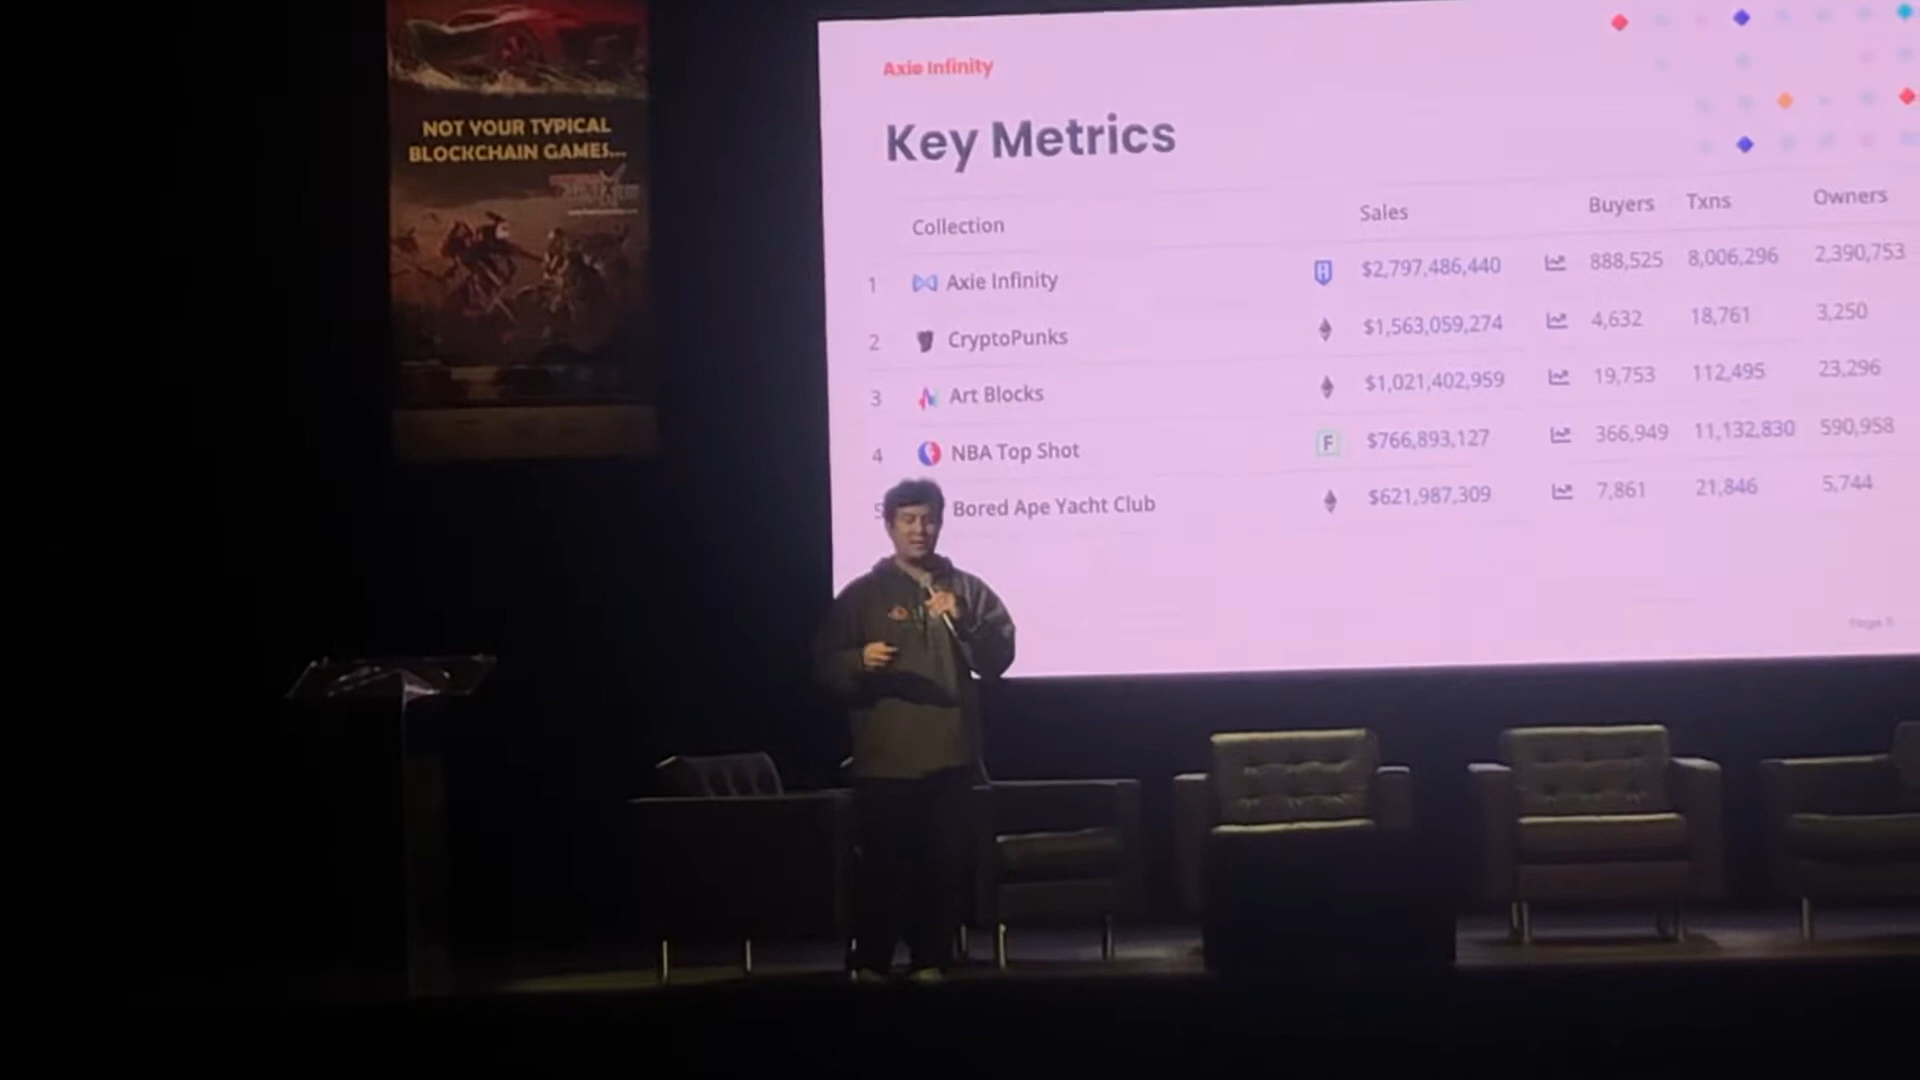 NOT YOUR TYPICAL
BLOCKCHAIN GAMES...
Axie Infinity
Key Metrics
Collection Sales Buyers Txns Owners
1 Axie Infinity $2,797,486,440 888,525 8,006,296 2,390,753
2 CryptoPunks $1,563,059,274 4,632 18,761 3,250
3 Art Blocks $1,021,402,959 19,753 112,495 23,296
4 NBA Top Shot F $766,893,127 366,949 11,132,830 590,958
5 Bored Ape Yacht Club $621,987,309 7,861 21,846 5,744
Page